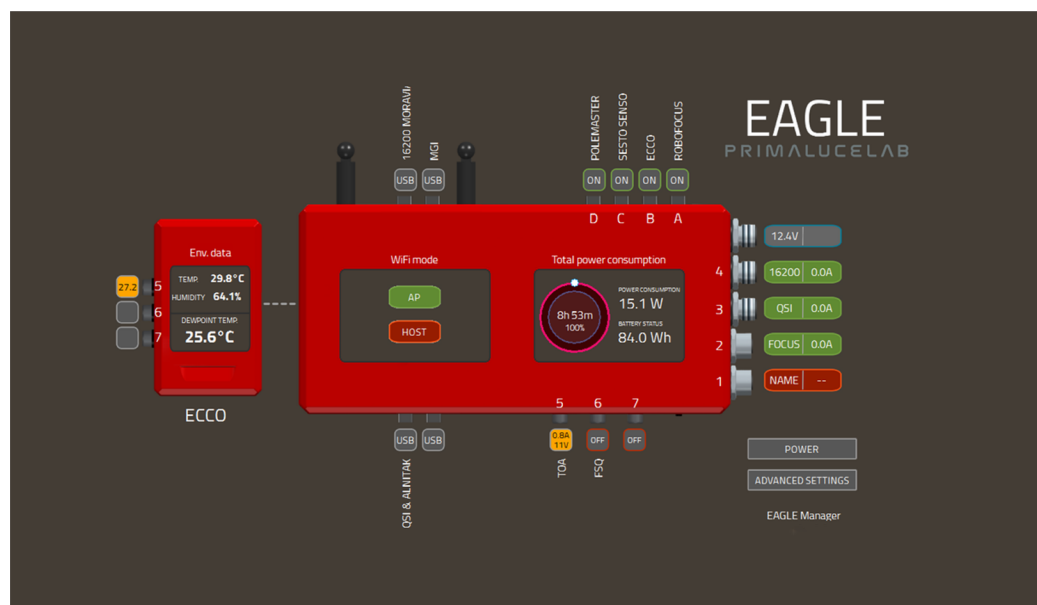 EAGLE
PRIMALUCELAB
16200 MORAVI
MGI
POLEMASTER
SESTO SENSO
ECCO
ROBOFOCUS
USB
USB
ON
ON
ON
ON
D
C
B
A
Env. data
TEMP. 29.8°C
HUMIDITY 64.1%
DEWPOINT TEMP.
25.6°C
27.2
5
6
7
ECCO
WiFi mode
AP
HOST
Total power consumption
8h 53m
100%
POWER CONSUMPTION
15.1 W
BATTERY STATUS
84.0 Wh
12.4V
4
16200 0.0A
3
QSI 0.0A
2
FOCUS 0.0A
1
NAME --
5
6
7
USB
USB
0.8A
11V
OFF
OFF
QSI & ALNITAK
TOA
FSQ
POWER
ADVANCED SETTINGS
EAGLE Manager